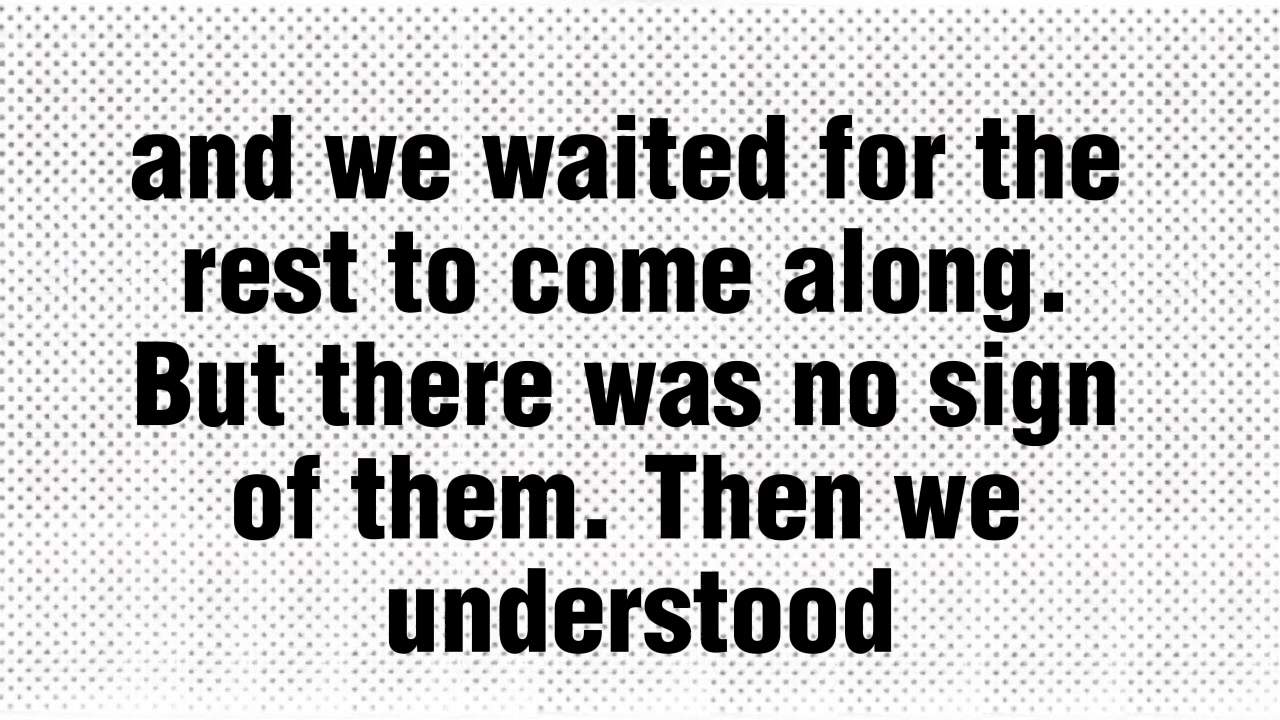 and we waited for the
rest to come along.
But there was no sign
of them. Then we
understood